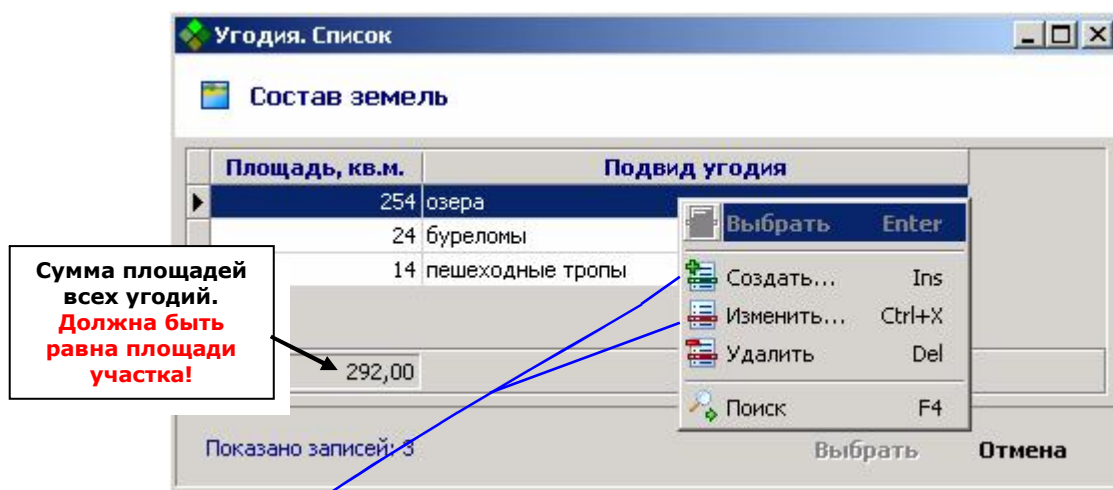 Угодия. Список
Состав земель
Площадь, кв.м. Подвид угодия
254 озера
24 буреломы
14 пешеходные тропы
292,00
Выбрать Enter
Создать... Ins
Изменить... Ctrl+X
Удалить Del
Поиск F4
Сумма площадей
всех угодий.
Должна быть
равна площади
участка!
Показано записей: 3
Выбрать Отмена